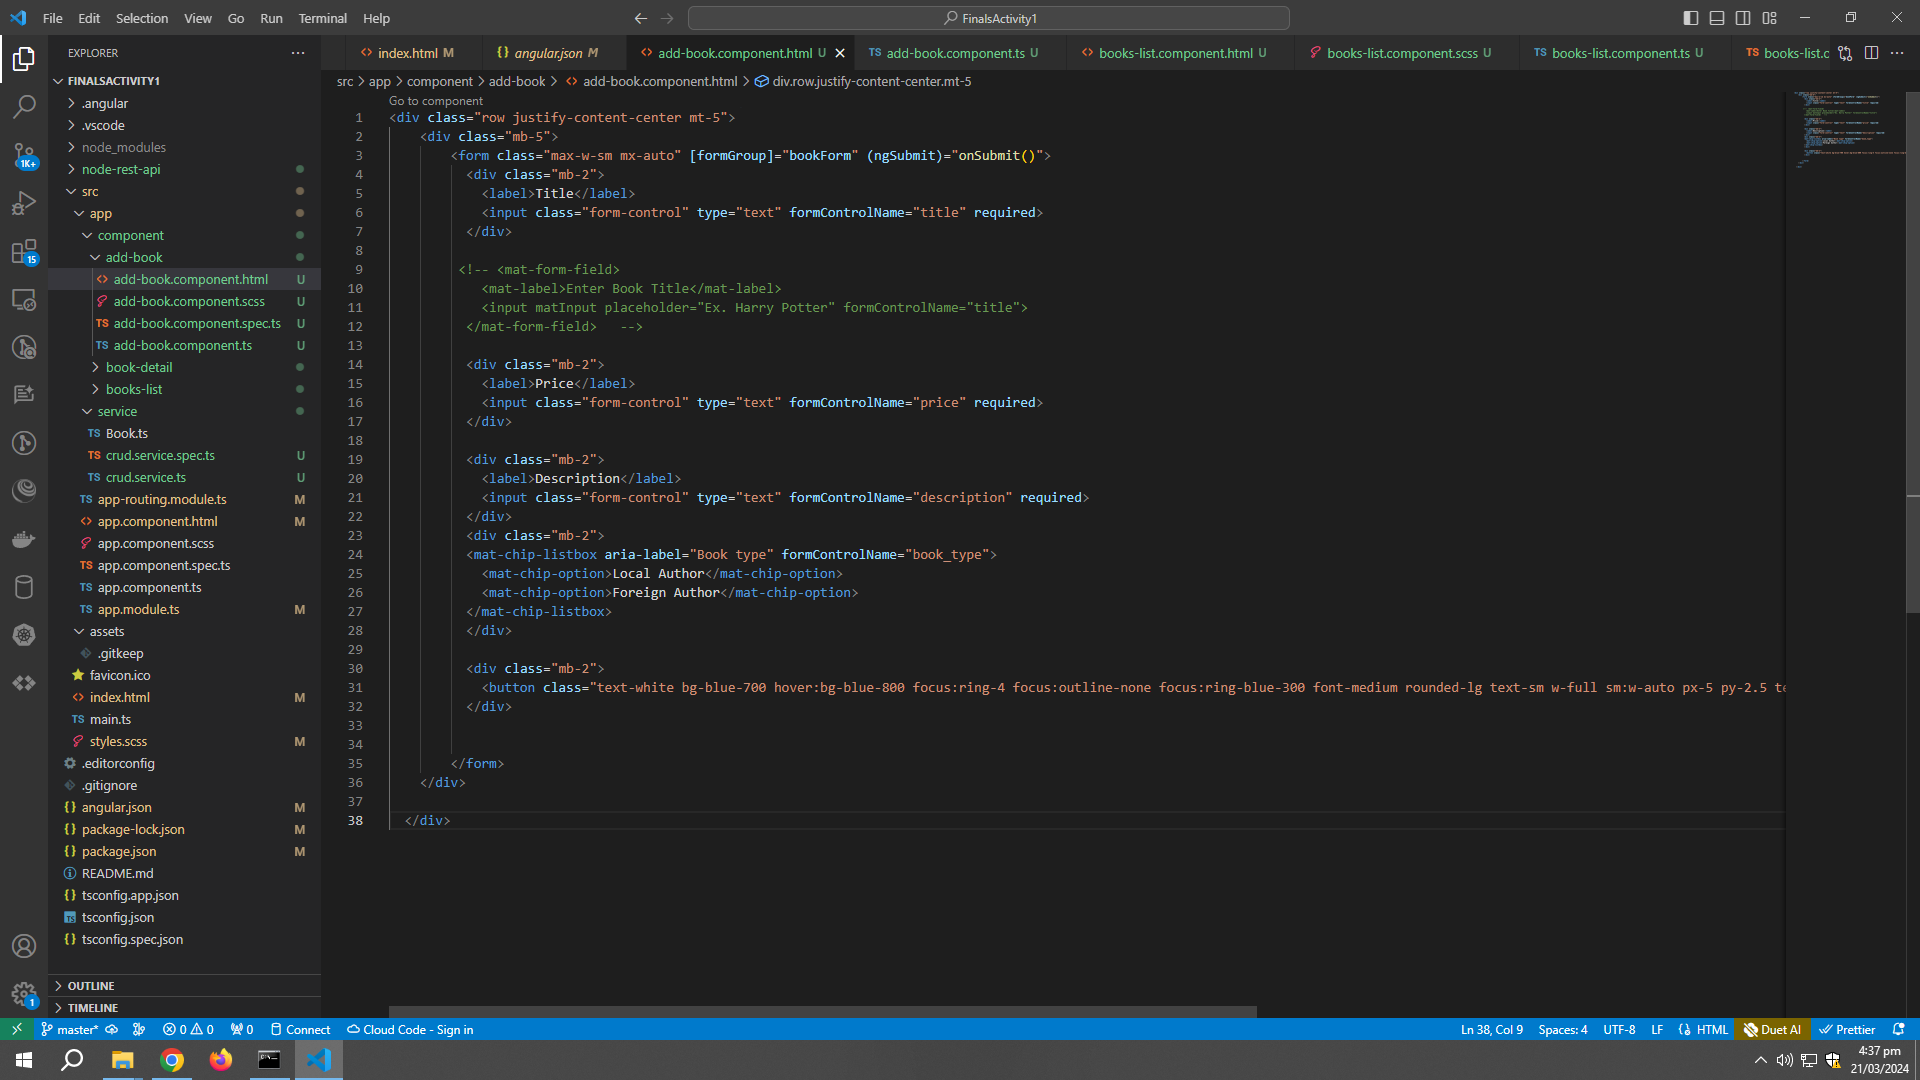 File Edit Selection View Go Run Terminal Help
FinalsActivity1
EXPLORER
index.html M
angular.json M
add-book.component.html U
add-book.component.ts U
books-list.component.html U
books-list.component.scss U
books-list.component.ts U
books-list.c
src > app > component > add-book > add-book.component.html > div.row.justify-content-center.mt-5
FINALSACTIVITY1
.angular
.vscode
node_modules
node-rest-api
src
app
component
add-book
add-book.component.html U
add-book.component.scss U
add-book.component.spec.ts U
add-book.component.ts U
book-detail
books-list
service
Book.ts
crud.service.spec.ts U
crud.service.ts U
app-routing.module.ts M
app.component.html M
app.component.scss
app.component.spec.ts
app.component.ts
app.module.ts M
assets
.gitkeep
favicon.ico
index.html M
main.ts
styles.scss M
.editorconfig
.gitignore
angular.json M
package-lock.json M
package.json M
README.md
tsconfig.app.json
tsconfig.json
tsconfig.spec.json
OUTLINE
TIMELINE
1K+
15
1
Go to component
1 <div class="row justify-content-center mt-5">
2 <div class="mb-5">
3 <form class="max-w-sm mx-auto" [formGroup]="bookForm" (ngSubmit)="onSubmit()">
4 <div class="mb-2">
5 <label>Title</label>
6 <input class="form-control" type="text" formControlName="title" required>
7 </div>
8
9 <!-- <mat-form-field>
10 <mat-label>Enter Book Title</mat-label>
11 <input matInput placeholder="Ex. Harry Potter" formControlName="title">
12 </mat-form-field> -->
13
14 <div class="mb-2">
15 <label>Price</label>
16 <input class="form-control" type="text" formControlName="price" required>
17 </div>
18
19 <div class="mb-2">
20 <label>Description</label>
21 <input class="form-control" type="text" formControlName="description" required>
22 </div>
23 <div class="mb-2">
24 <mat-chip-listbox aria-label="Book type" formControlName="book_type">
25 <mat-chip-option>Local Author</mat-chip-option>
26 <mat-chip-option>Foreign Author</mat-chip-option>
27 </mat-chip-listbox>
28 </div>
29
30 <div class="mb-2">
31 <button class="text-white bg-blue-700 hover:bg-blue-800 focus:ring-4 focus:outline-none focus:ring-blue-300 font-medium rounded-lg text-sm w-full sm:w-auto px-5 py-2.5 te
32 </div>
33
34
35 </form>
36 </div>
37
38 </div>
master* 0 0 0 Connect Cloud Code - Sign in
Ln 38, Col 9 Spaces: 4 UTF-8 LF HTML Duet AI Prettier
4:37 pm
21/03/2024